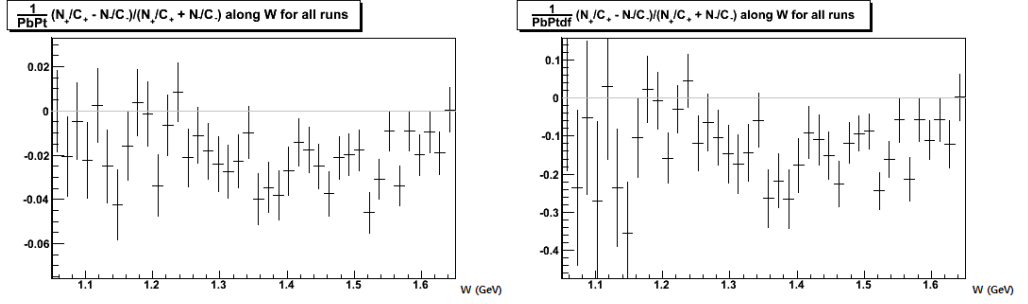 1/PbPt (N₊/C₊ - N₋/C₋)/(N₊/C₊ + N₋/C₋) along W for all runs
0.02
0
-0.02
-0.04
-0.06
1.1 1.2 1.3 1.4 1.5 1.6
W (GeV)
1/PbPtdf (N₊/C₊ - N₋/C₋)/(N₊/C₊ + N₋/C₋) along W for all runs
0.1
0
-0.1
-0.2
-0.3
-0.4
1.1 1.2 1.3 1.4 1.5 1.6
W (GeV)